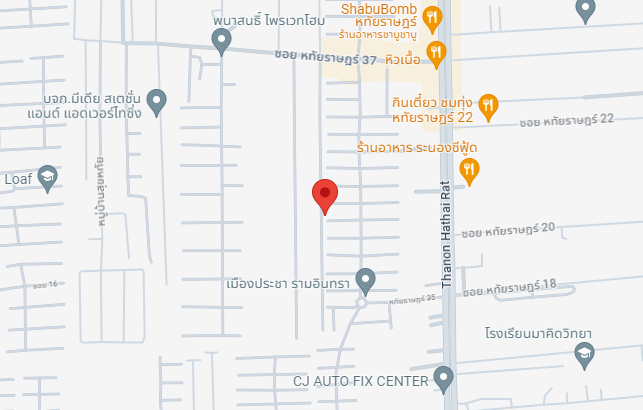 ShabuBomb
หทัยราษฎร์
ร้านอาหารชาบูชาบู
พนาสนธิ์ ไพรเวทโฮม
ซอย หทัยราษฎร์ 37
หิวเนื้อ
บจก.มีเดีย สเตชั่น
แอนด์ แอดเวอร์ไทซิ่ง
กินเตี๋ยว ชมทุ่ง
หทัยราษฎร์ 22
ซอย หทัยราษฎร์ 22
ร้านอาหาร ระนองซีฟู้ด
Loaf
หมู่บ้านสุขหทัย
Thanon Hathai Rat
ซอย หทัยราษฎร์ 20
เมืองประชา รามอินทรา
ซอย 16
หทัยราษฎร์ 35
ซอย หทัยราษฎร์ 18
โรงเรียนมาคิดวิทยา
CJ AUTO FIX CENTER